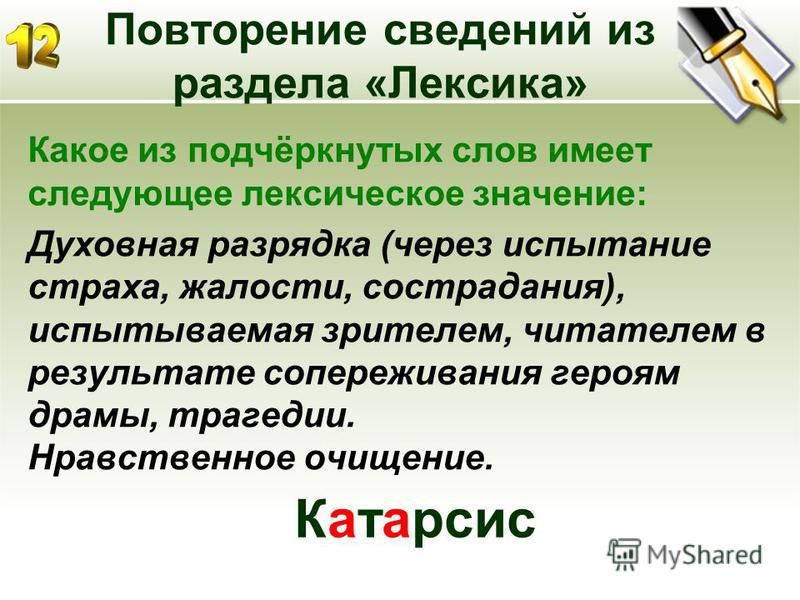 12
Повторение сведений из
раздела «Лексика»
Какое из подчёркнутых слов имеет
следующее лексическое значение:
Духовная разрядка (через испытание
страха, жалости, сострадания),
испытываемая зрителем, читателем в
результате сопереживания героям
драмы, трагедии.
Нравственное очищение.
Катарсис
MyShared